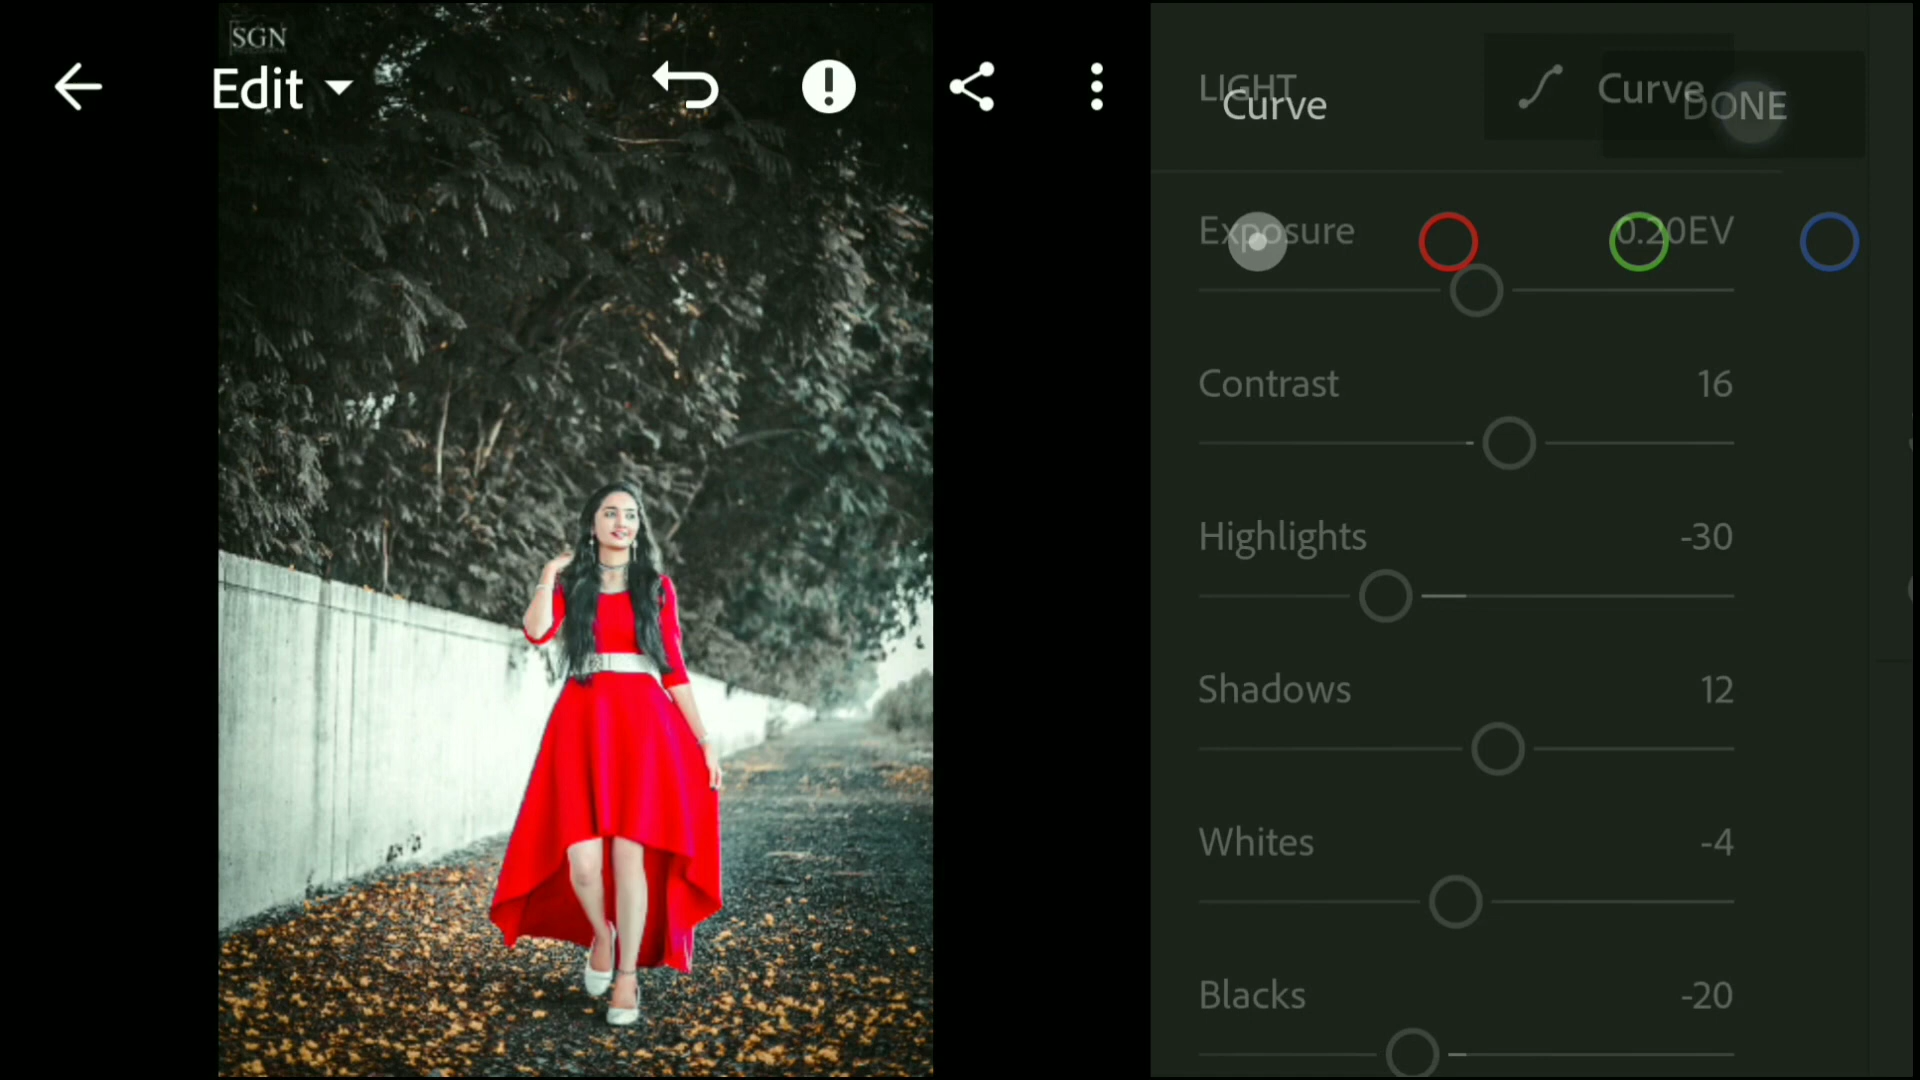 SGN
Edit
LIGHT
Curve
Curve
DONE
Exposure 0.20EV
Contrast 16
Highlights -30
Shadows 12
Whites -4
Blacks -20